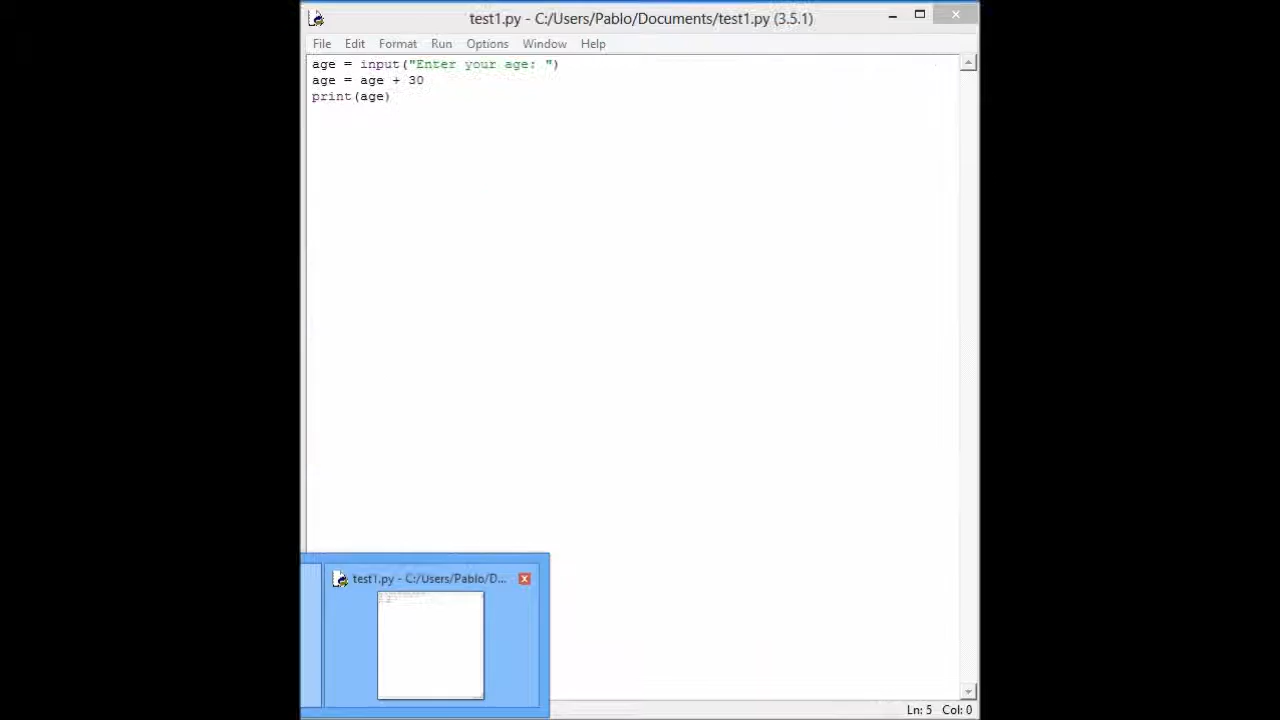 test1.py - C:/Users/Pablo/Documents/test1.py (3.5.1)
File Edit Format Run Options Window Help
age = input("Enter your age: ")
age = age + 30
print(age)
test1.py - C:/Users/Pablo/D...
Ln: 5 Col: 0